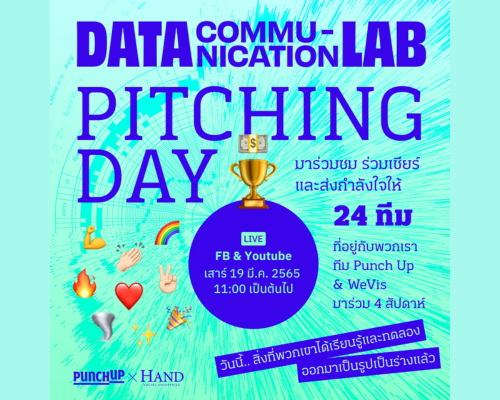 DATA COMMU-
NICATION LAB
PITCHING
DAY
มาร่วมชม ร่วมเชียร์
และส่งกำลังใจให้
24 ทีม
ที่อยู่กับพวกเรา
ทีม Punch Up
& WeVis
มาร่วม 4 สัปดาห์
LIVE
FB & Youtube
เสาร์ 19 มี.ค. 2565
11:00 เป็นต้นไป
วันนี้.. สิ่งที่พวกเขาได้เรียนรู้และทดลอง
ออกมาเป็นรูปเป็นร่างแล้ว
PUNCHUP × HAND
SOCIAL ENTERPRISE